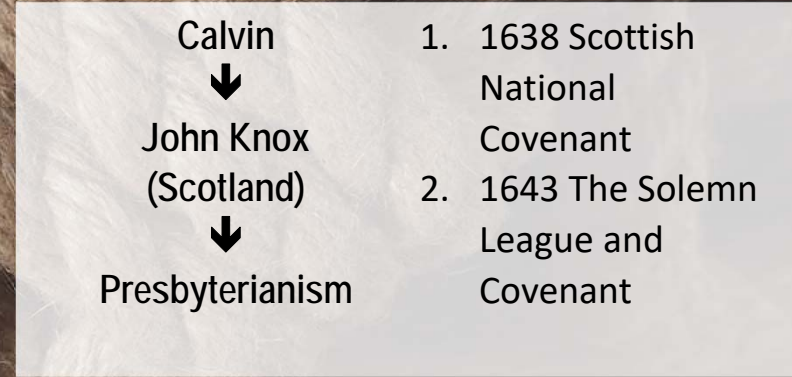 Calvin
🡻
John Knox
(Scotland)
🡻
Presbyterianism
1. 1638 Scottish
National
Covenant
2. 1643 The Solemn
League and
Covenant